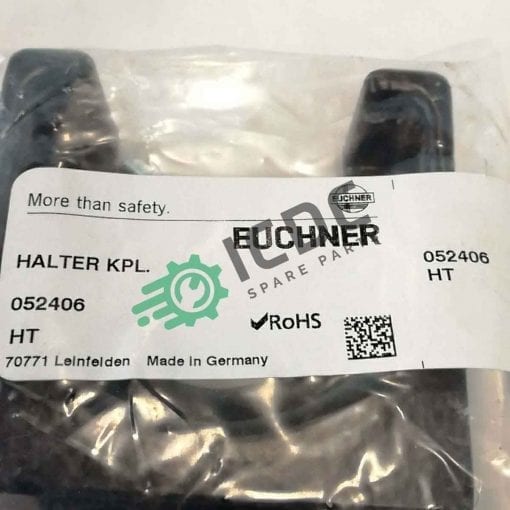 More than safety.
EUCHNER
EUCHNER
HALTER KPL.
052406
HT
052406
HT
ICDC
SPARE PARTS
RoHS
70771 Leinfelden Made in Germany